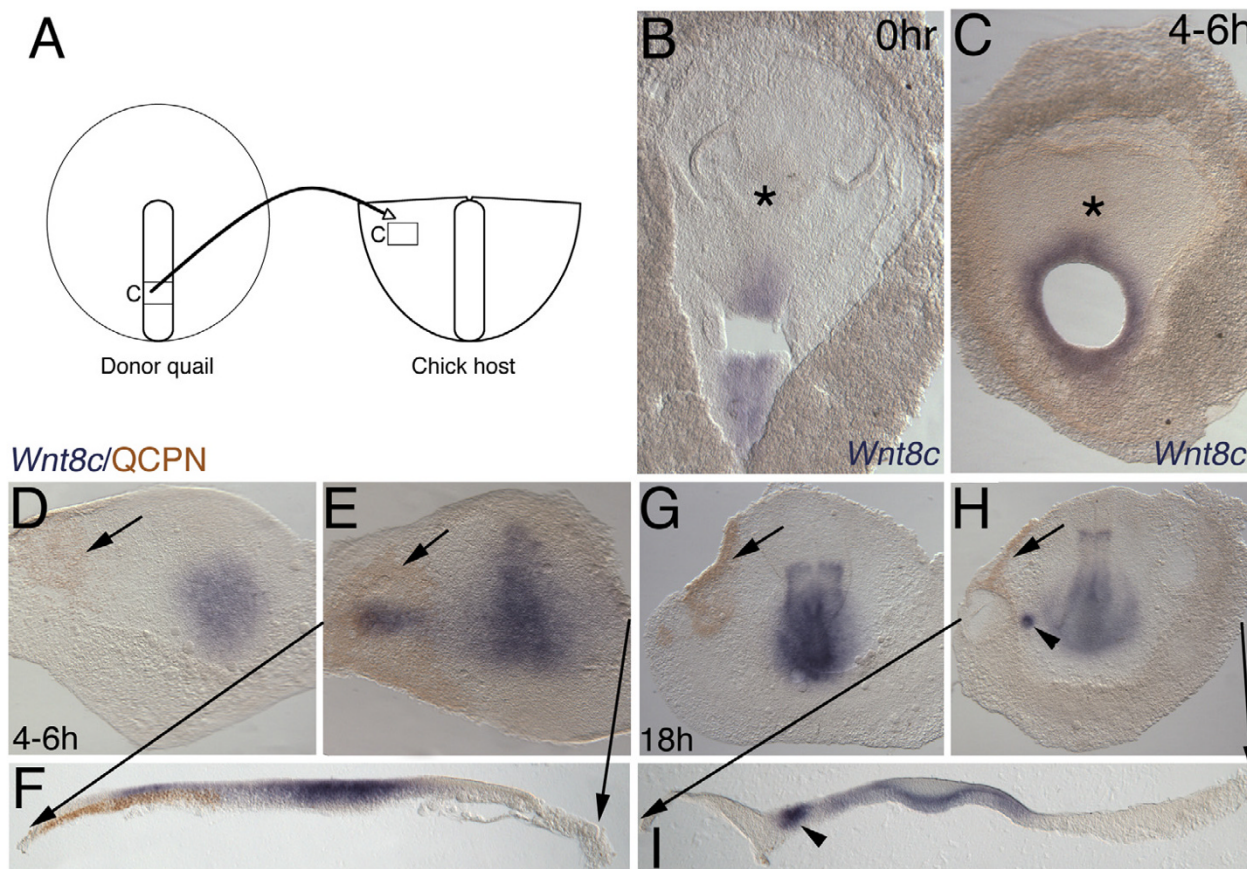 A
B
0hr
C
4-6h
C
C
Donor quail
Chick host
Wnt8c
Wnt8c
Wnt8c/QCPN
D
E
G
H
4-6h
18h
F
I